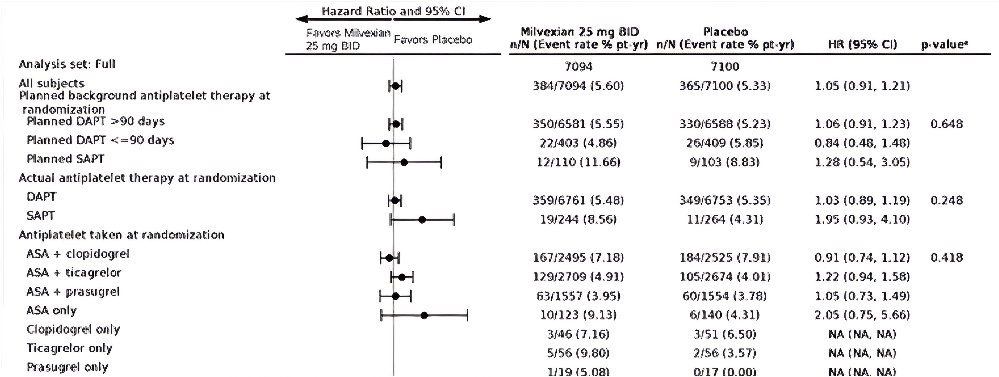 Hazard Ratio and 95% CI
Favors Milvexian 25 mg BID
Favors Placebo
Milvexian 25 mg BID n/N (Event rate % pt-yr)
Placebo n/N (Event rate % pt-yr)
HR (95% CI)
p-valueᵃ
Analysis set: Full 7094 7100
All subjects 384/7094 (5.60) 365/7100 (5.33) 1.05 (0.91, 1.21)
Planned background antiplatelet therapy at
randomization
Planned DAPT >90 days 350/6581 (5.55) 330/6588 (5.23) 1.06 (0.91, 1.23) 0.648
Planned DAPT <=90 days 22/403 (4.86) 26/409 (5.85) 0.84 (0.48, 1.48)
Planned SAPT 12/110 (11.66) 9/103 (8.83) 1.28 (0.54, 3.05)
Actual antiplatelet therapy at randomization
DAPT 359/6761 (5.48) 349/6753 (5.35) 1.03 (0.89, 1.19) 0.248
SAPT 19/244 (8.56) 11/264 (4.31) 1.95 (0.93, 4.10)
Antiplatelet taken at randomization
ASA + clopidogrel 167/2495 (7.18) 184/2525 (7.91) 0.91 (0.74, 1.12) 0.418
ASA + ticagrelor 129/2709 (4.91) 105/2674 (4.01) 1.22 (0.94, 1.58)
ASA + prasugrel 63/1557 (3.95) 60/1554 (3.78) 1.05 (0.73, 1.49)
ASA only 10/123 (9.13) 6/140 (4.31) 2.05 (0.75, 5.66)
Clopidogrel only 3/46 (7.16) 3/51 (6.50) NA (NA, NA)
Ticagrelor only 5/56 (9.80) 2/56 (3.57) NA (NA, NA)
Prasugrel only 1/19 (5.08) 0/17 (0.00) NA (NA, NA)